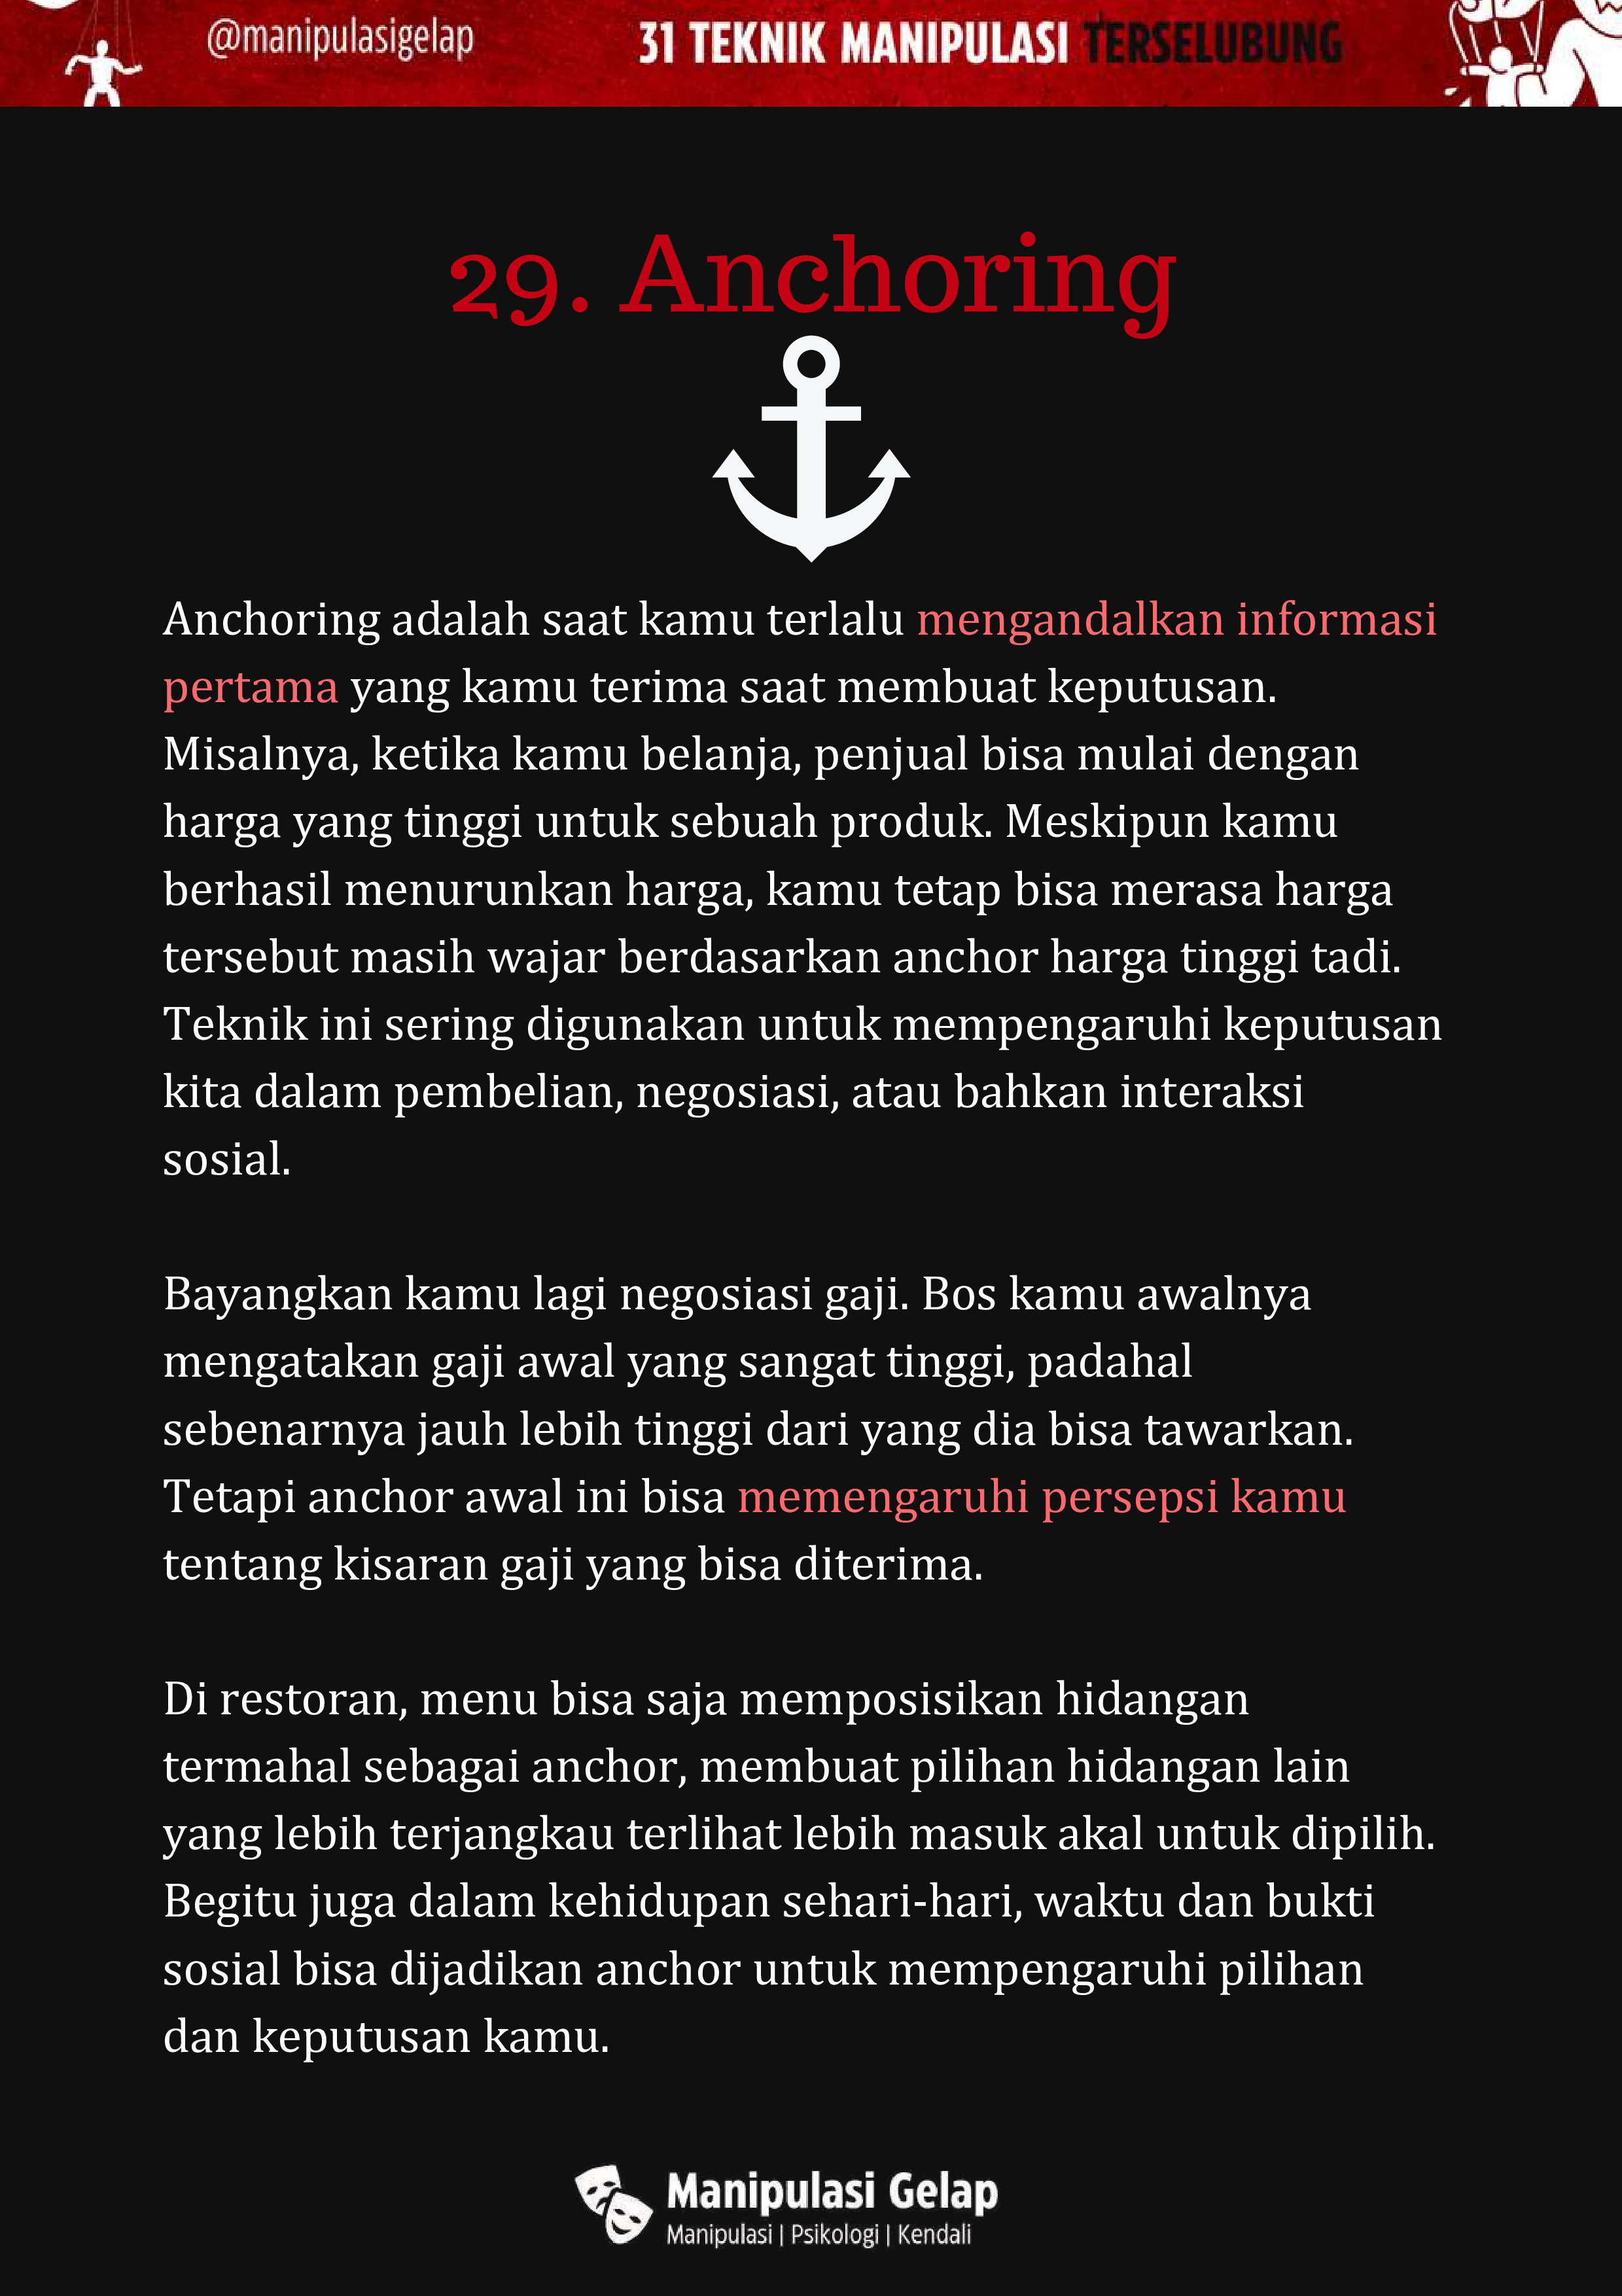 @manipulasigelap
31 TEKNIK MANIPULASI TERSELUBUNG
29. Anchoring
Anchoring adalah saat kamu terlalu mengandalkan informasi
pertama yang kamu terima saat membuat keputusan.
Misalnya, ketika kamu belanja, penjual bisa mulai dengan
harga yang tinggi untuk sebuah produk. Meskipun kamu
berhasil menurunkan harga, kamu tetap bisa merasa harga
tersebut masih wajar berdasarkan anchor harga tinggi tadi.
Teknik ini sering digunakan untuk mempengaruhi keputusan
kita dalam pembelian, negosiasi, atau bahkan interaksi
sosial.
Bayangkan kamu lagi negosiasi gaji. Bos kamu awalnya
mengatakan gaji awal yang sangat tinggi, padahal
sebenarnya jauh lebih tinggi dari yang dia bisa tawarkan.
Tetapi anchor awal ini bisa memengaruhi persepsi kamu
tentang kisaran gaji yang bisa diterima.
Di restoran, menu bisa saja memposisikan hidangan
termahal sebagai anchor, membuat pilihan hidangan lain
yang lebih terjangkau terlihat lebih masuk akal untuk dipilih.
Begitu juga dalam kehidupan sehari-hari, waktu dan bukti
sosial bisa dijadikan anchor untuk mempengaruhi pilihan
dan keputusan kamu.
Manipulasi Gelap
Manipulasi | Psikologi | Kendali